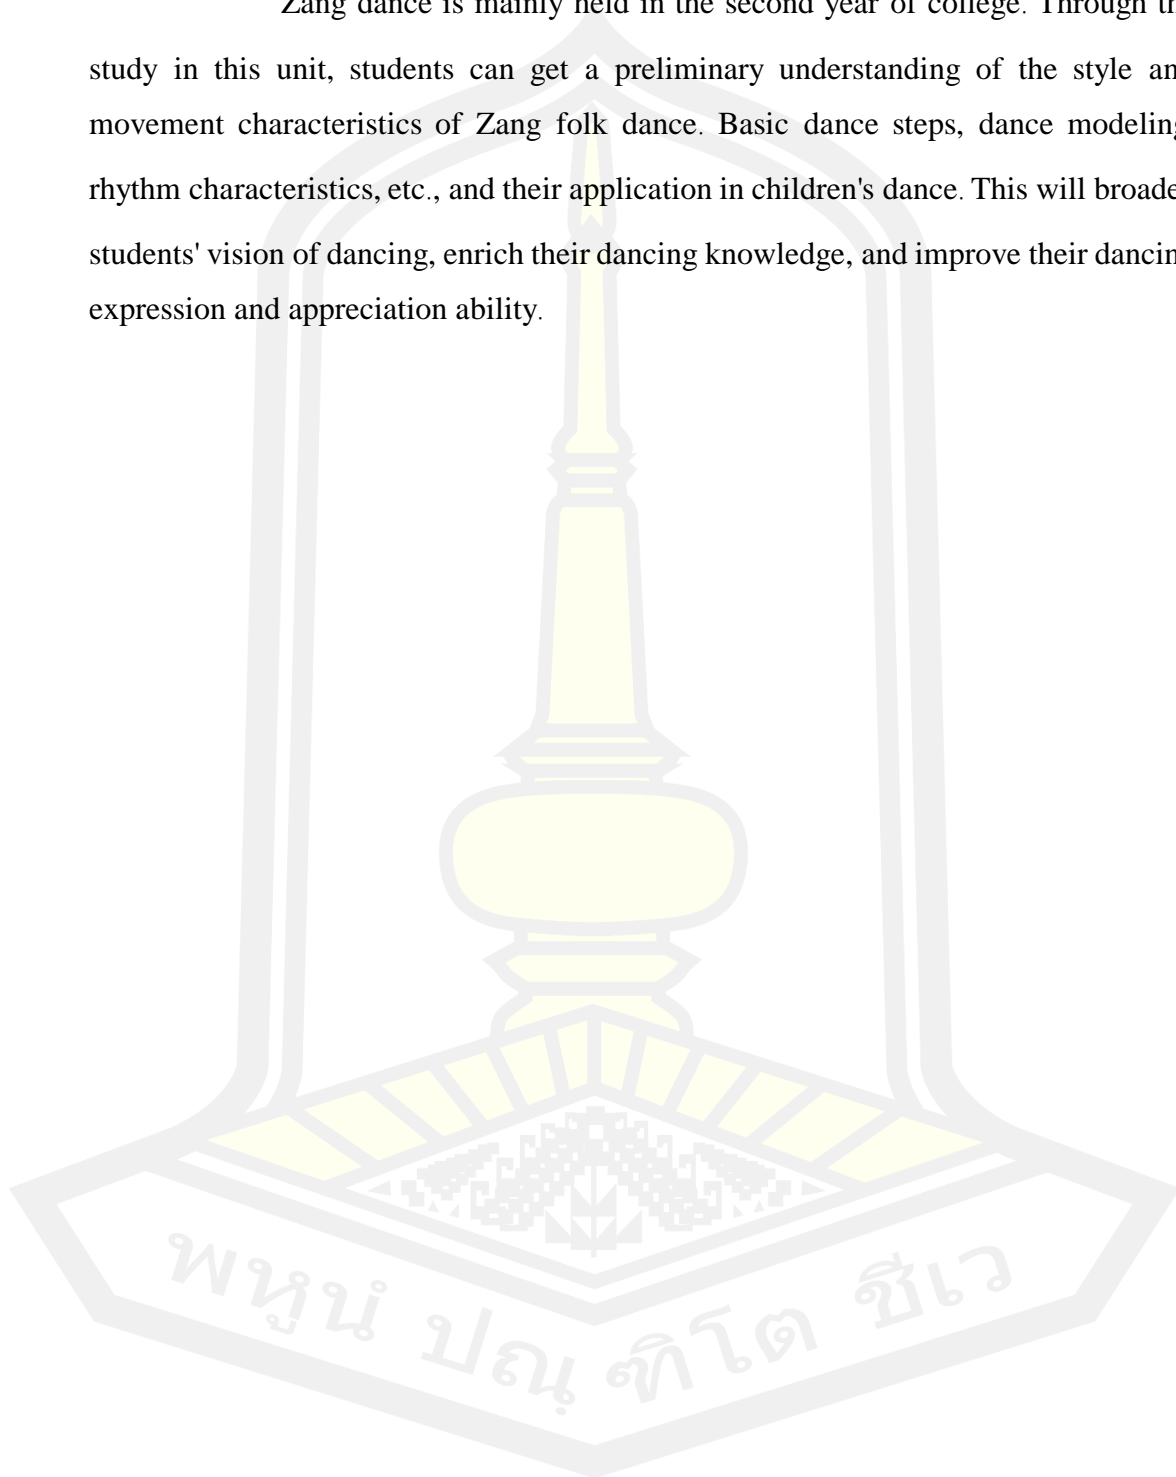 Zang dance is mainly held in the second year of college. Through th
study in this unit, students can get a preliminary understanding of the style an
movement characteristics of Zang folk dance. Basic dance steps, dance modeling
rhythm characteristics, etc., and their application in children's dance. This will broade
students' vision of dancing, enrich their dancing knowledge, and improve their dancin
expression and appreciation ability.
พหูนํ ปณฺฑิโต ชีเว